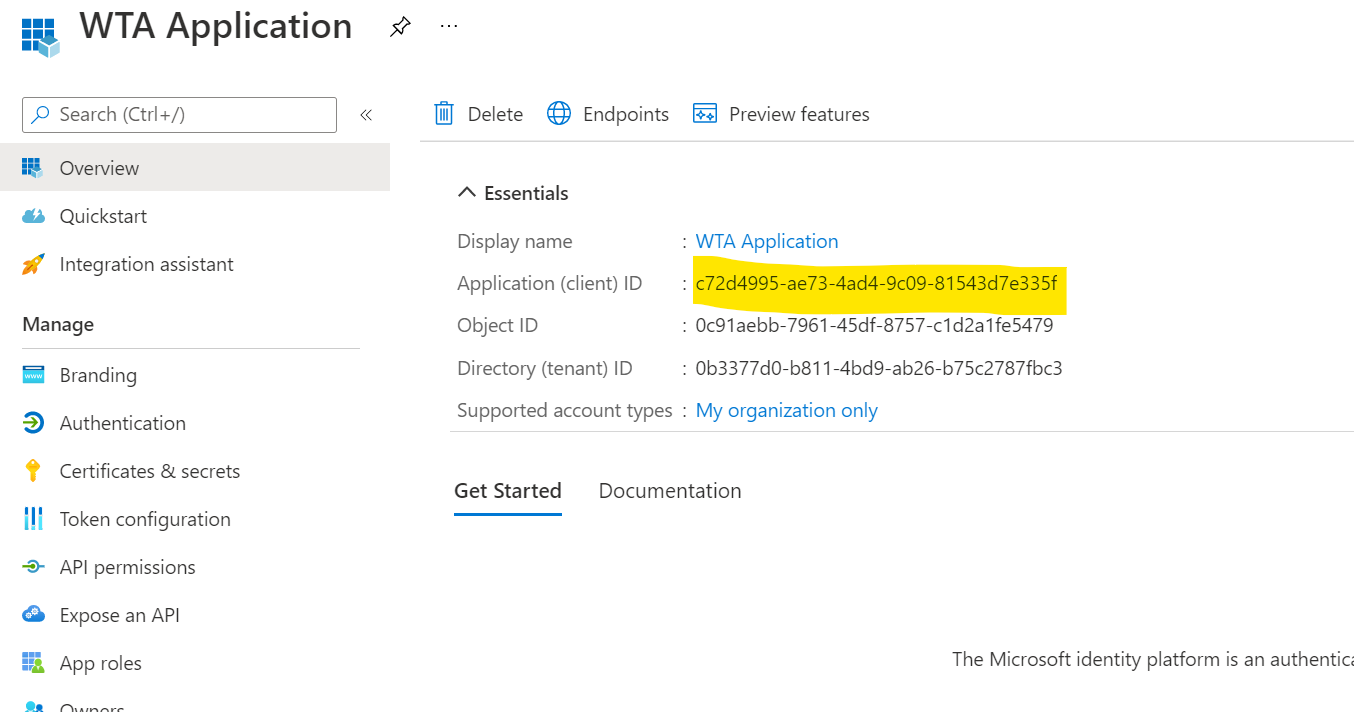 WTA Application
...
Search (Ctrl+/)
«
Delete Endpoints Preview features
Overview
Quickstart
Integration assistant
Manage
Branding
Authentication
Certificates & secrets
Token configuration
API permissions
Expose an API
App roles
Owners
Essentials
Display name : WTA Application
Application (client) ID : c72d4995-ae73-4ad4-9c09-81543d7e335f
Object ID : 0c91aebb-7961-45df-8757-c1d2a1fe5479
Directory (tenant) ID : 0b3377d0-b811-4bd9-ab26-b75c2787fbc3
Supported account types : My organization only
Get Started Documentation
The Microsoft identity platform is an authentica